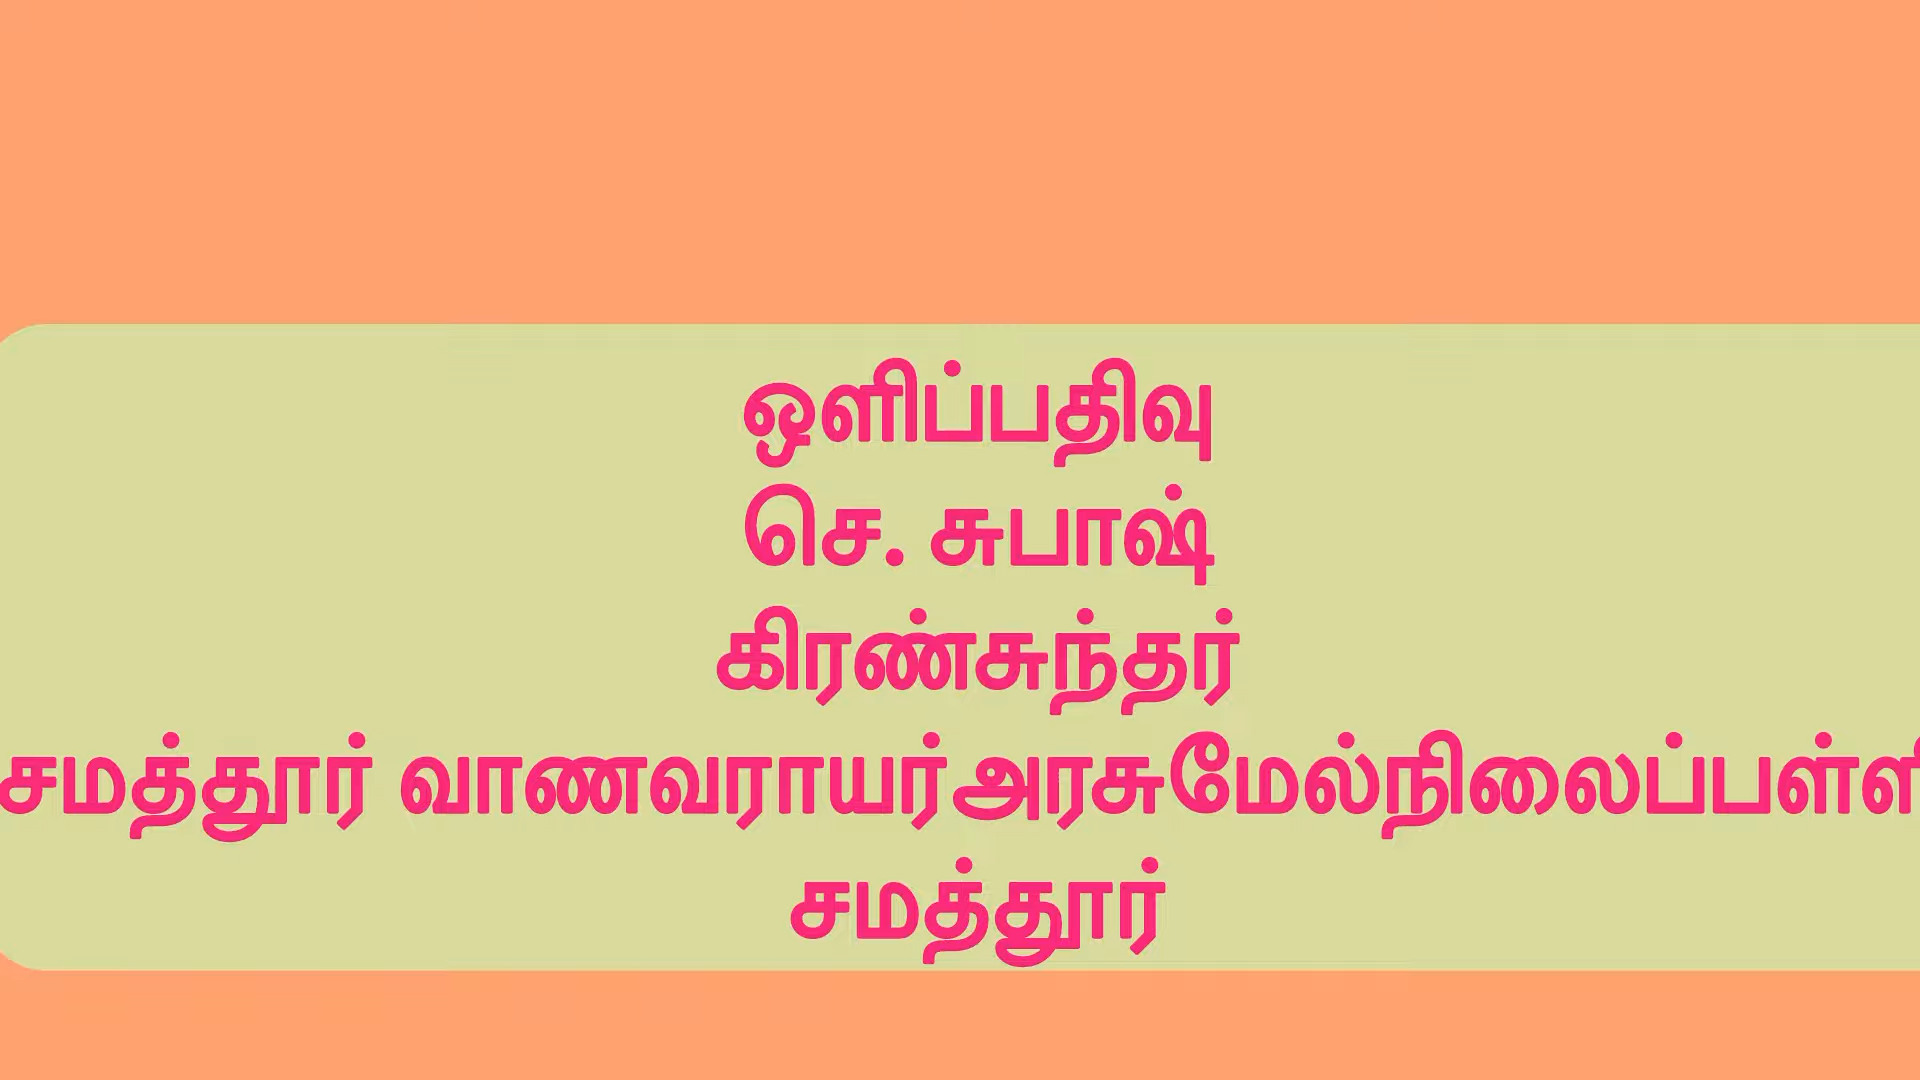 ஒளிப்பதிவு
செ. சுபாஷ்
கிரண்சுந்தர்
சமத்தூர் வாணவராயர்அரசுமேல்நிலைப்பள்ளி
சமத்தூர்